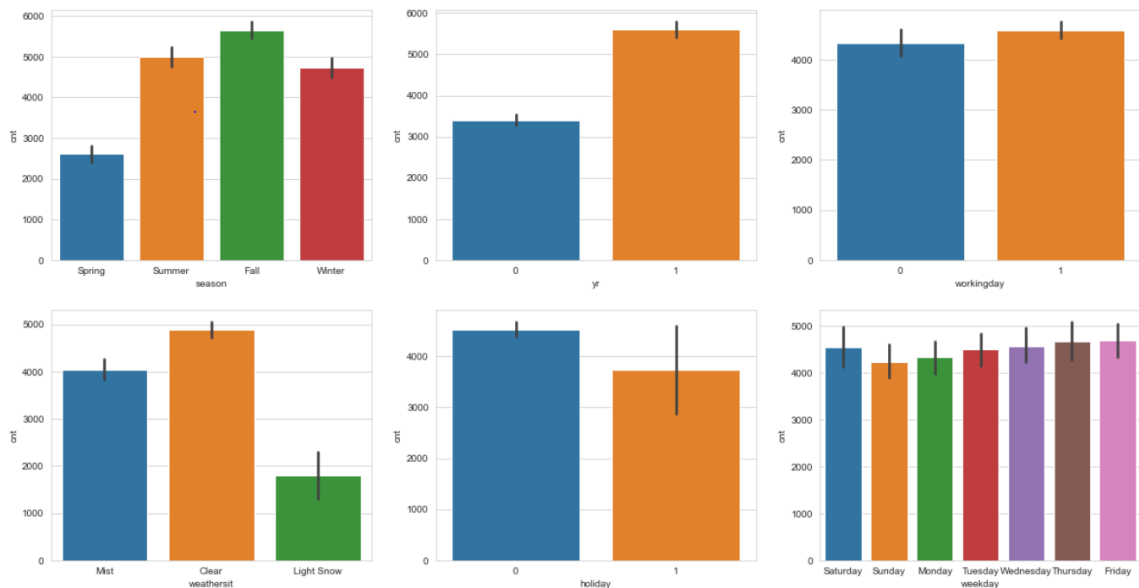 6000
5000
4000
3000
2000
1000
0
cnt
Spring Summer Fall Winter
season
6000
5000
4000
3000
2000
1000
0
cnt
0 1
yr
4000
3000
2000
1000
0
cnt
0 1
workingday
5000
4000
3000
2000
1000
0
cnt
Mist Clear Light Snow
weathersit
4000
3000
2000
1000
0
cnt
0 1
holiday
5000
4000
3000
2000
1000
0
cnt
Saturday Sunday Monday Tuesday Wednesday Thursday Friday
weekday